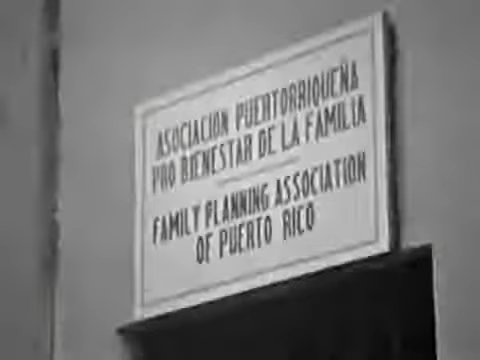 ASOCIACION PUERTORRIQUEÑA
PRO BIENESTAR DE LA FAMILIA
FAMILY PLANNING ASSOCIATION
OF PUERTO RICO